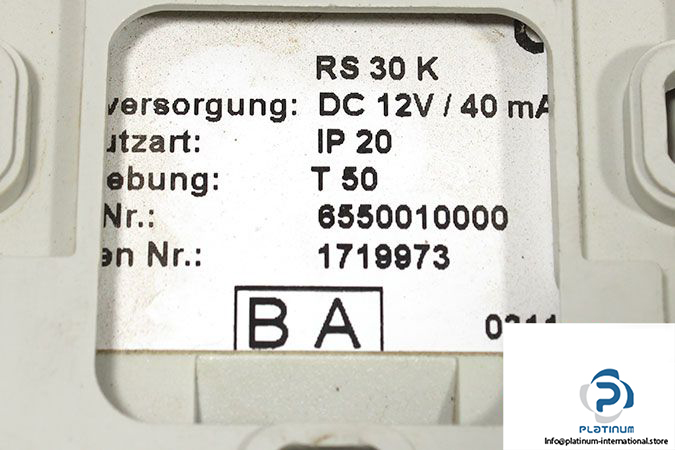 RS 30 K
versorgung: DC 12V / 40 mA
utzart: IP 20
ebung: T 50
Nr.: 6550010000
en Nr.: 1719973
B A
PLATINUM
info@platinum-international.store